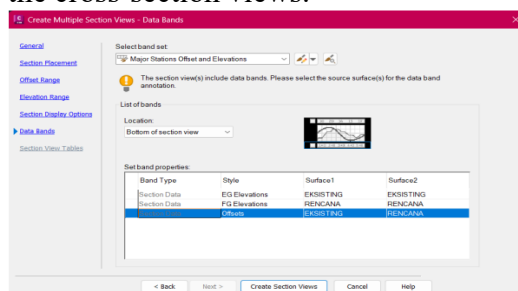 the cross-section views.
Create Multiple Section Views - Data Bands
General
Section Placement
Offset Range
Elevation Range
Section Display Options
Data Bands
Section View Tables
Select band set:
Major Stations Offset and Elevations
The section view(s) include data bands. Please select the source surface(s) for the data band
annotation.
List of bands
Location:
Bottom of section view
Set band properties:
Band Type Style Surface1 Surface2
Section Data EG Elevations EKSISTING EKSISTING
Section Data FG Elevations RENCANA RENCANA
Offsets EKSISTING RENCANA
< Back Next > Create Section Views Cancel Help